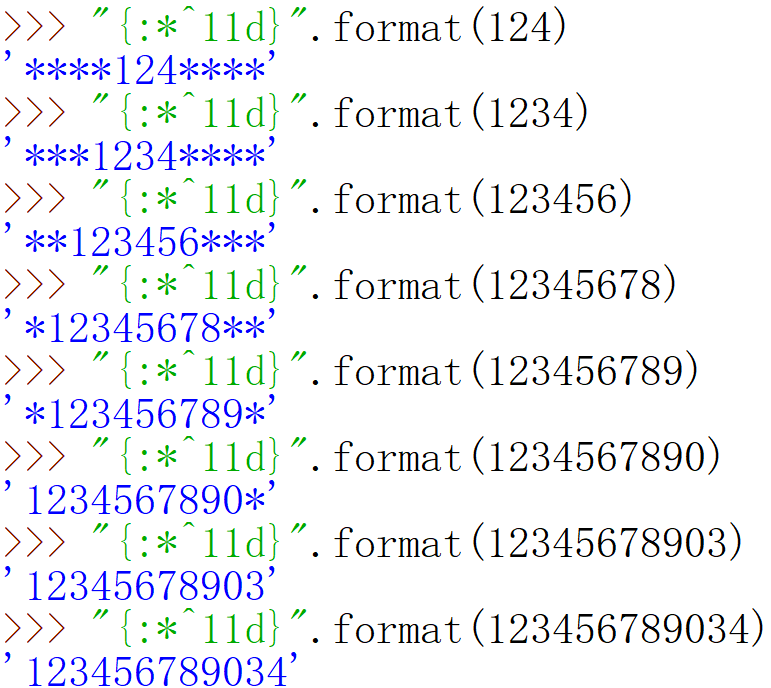 >>> "{:*^11d}".format(124)
'****124****'
>>> "{:*^11d}".format(1234)
'***1234****'
>>> "{:*^11d}".format(123456)
'**123456***'
>>> "{:*^11d}".format(12345678)
'*12345678**'
>>> "{:*^11d}".format(123456789)
'*123456789*'
>>> "{:*^11d}".format(1234567890)
'1234567890*'
>>> "{:*^11d}".format(12345678903)
'12345678903'
>>> "{:*^11d}".format(123456789034)
'123456789034'